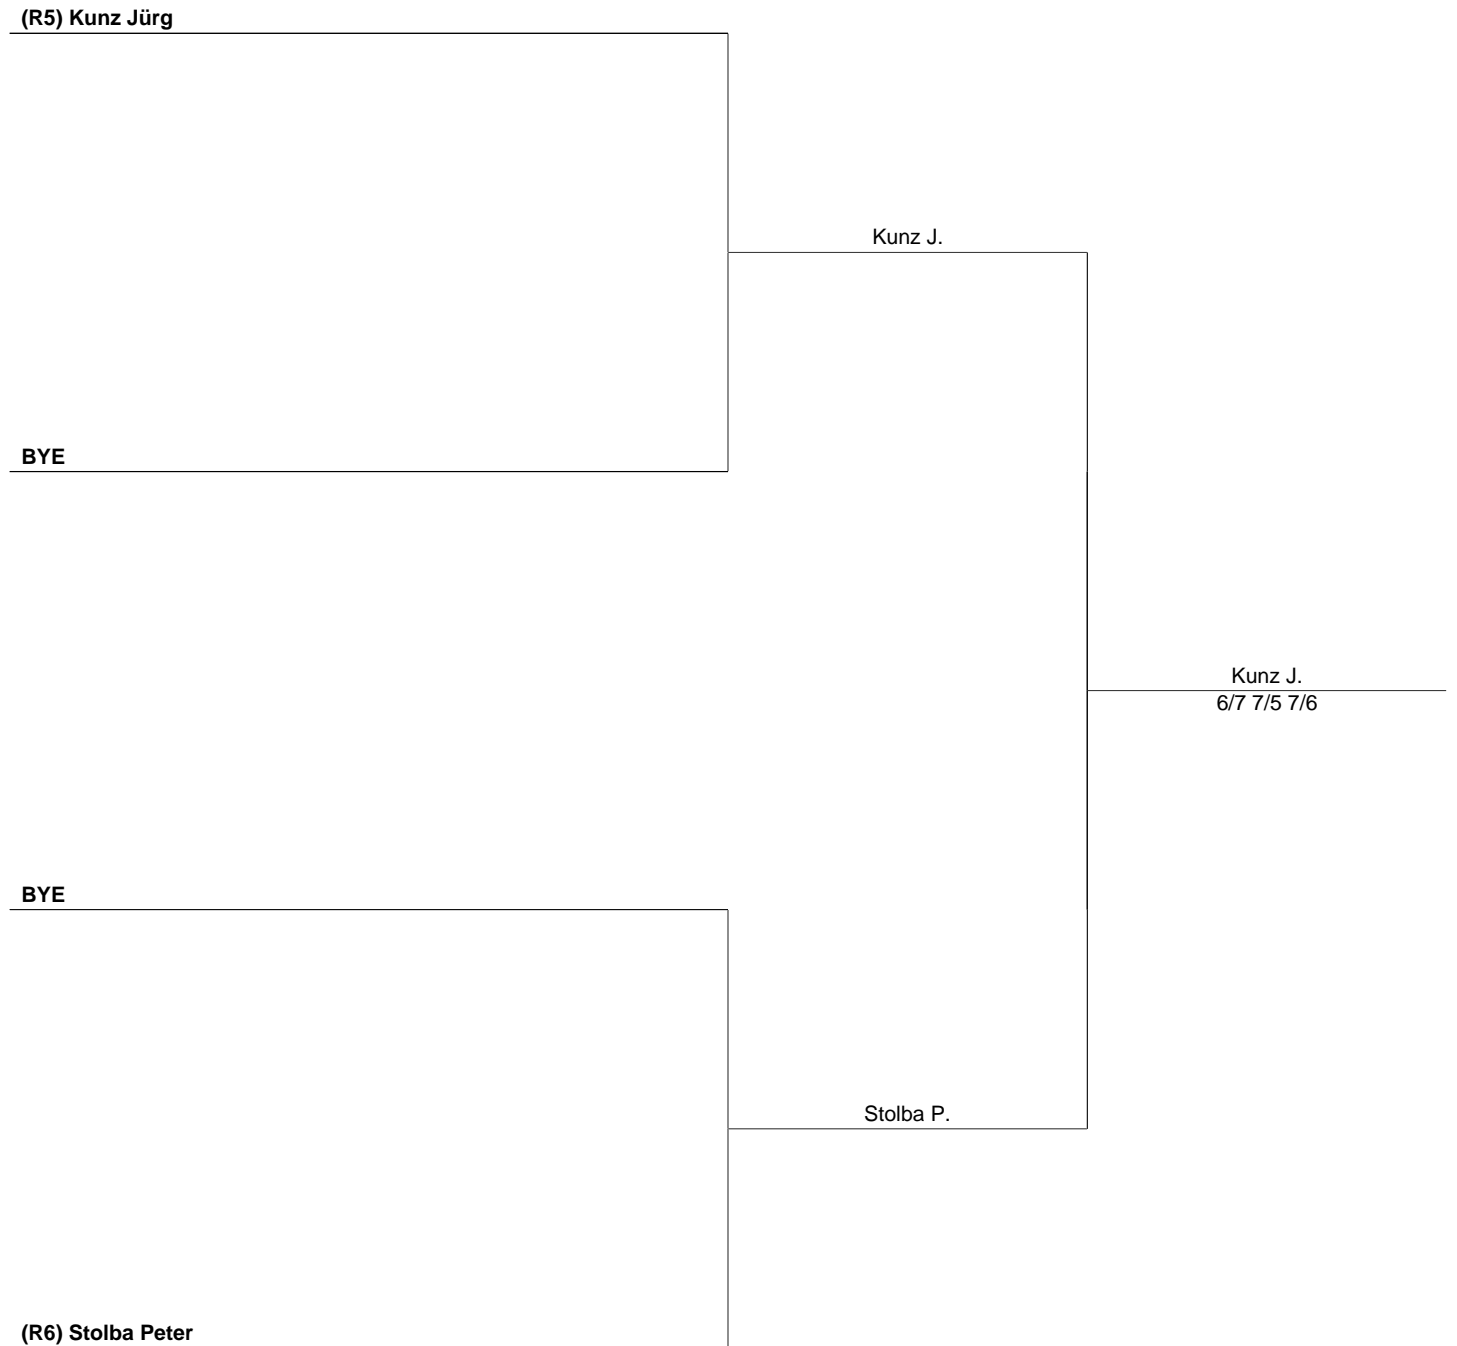 (R5) Kunz Jürg
Kunz J.
BYE
Kunz J.
6/7 7/5 7/6
BYE
Stolba P.
(R6) Stolba Peter